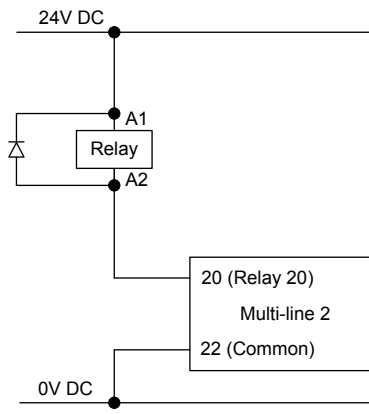 24V DC
A1
Relay
A2
20 (Relay 20)
Multi-line 2
22 (Common)
0V DC